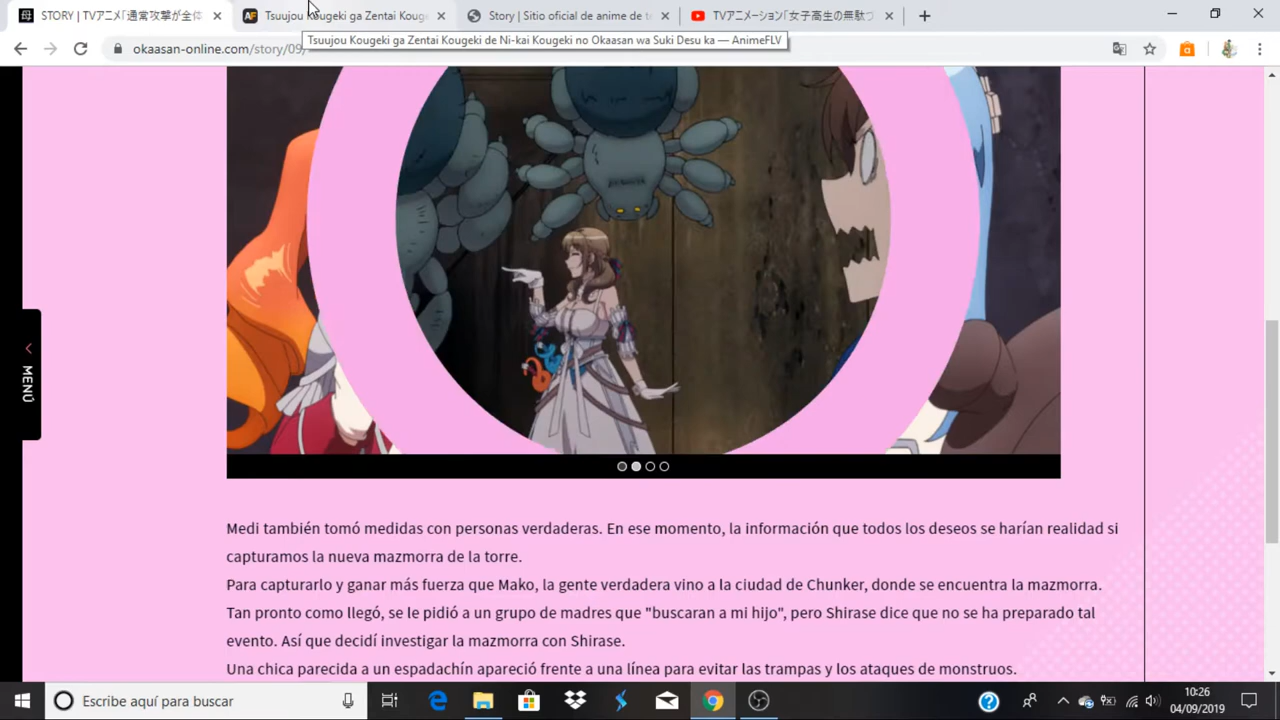 STORY | TVアニメ「通常攻撃が全体
Tsuujou Kougeki ga Zentai Kouge
Story | Sitio oficial de anime de te
TVアニメーション「女子高生の無駄づ
okaasan-online.com/story/09/
Tsuujou Kougeki ga Zentai Kougeki de Ni-kai Kougeki no Okaasan wa Suki Desu ka — AnimeFLV
MENÚ
Medi también tomó medidas con personas verdaderas. En ese momento, la información que todos los deseos se harían realidad si
capturamos la nueva mazmorra de la torre.
Para capturarlo y ganar más fuerza que Mako, la gente verdadera vino a la ciudad de Chunker, donde se encuentra la mazmorra.
Tan pronto como llegó, se le pidió a un grupo de madres que "buscaran a mi hijo", pero Shirase dice que no se ha preparado tal
evento. Así que decidí investigar la mazmorra con Shirase.
Una chica parecida a un espadachín apareció frente a una línea para evitar las trampas y los ataques de monstruos.
Escribe aquí para buscar
10:26
04/09/2019